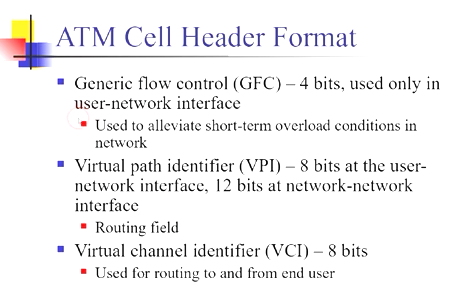 ATM Cell Header Format
Generic flow control (GFC) – 4 bits, used only in
user-network interface
Used to alleviate short-term overload conditions in
network
Virtual path identifier (VPI) – 8 bits at the user-
network interface, 12 bits at network-network
interface
Routing field
Virtual channel identifier (VCI) – 8 bits
Used for routing to and from end user